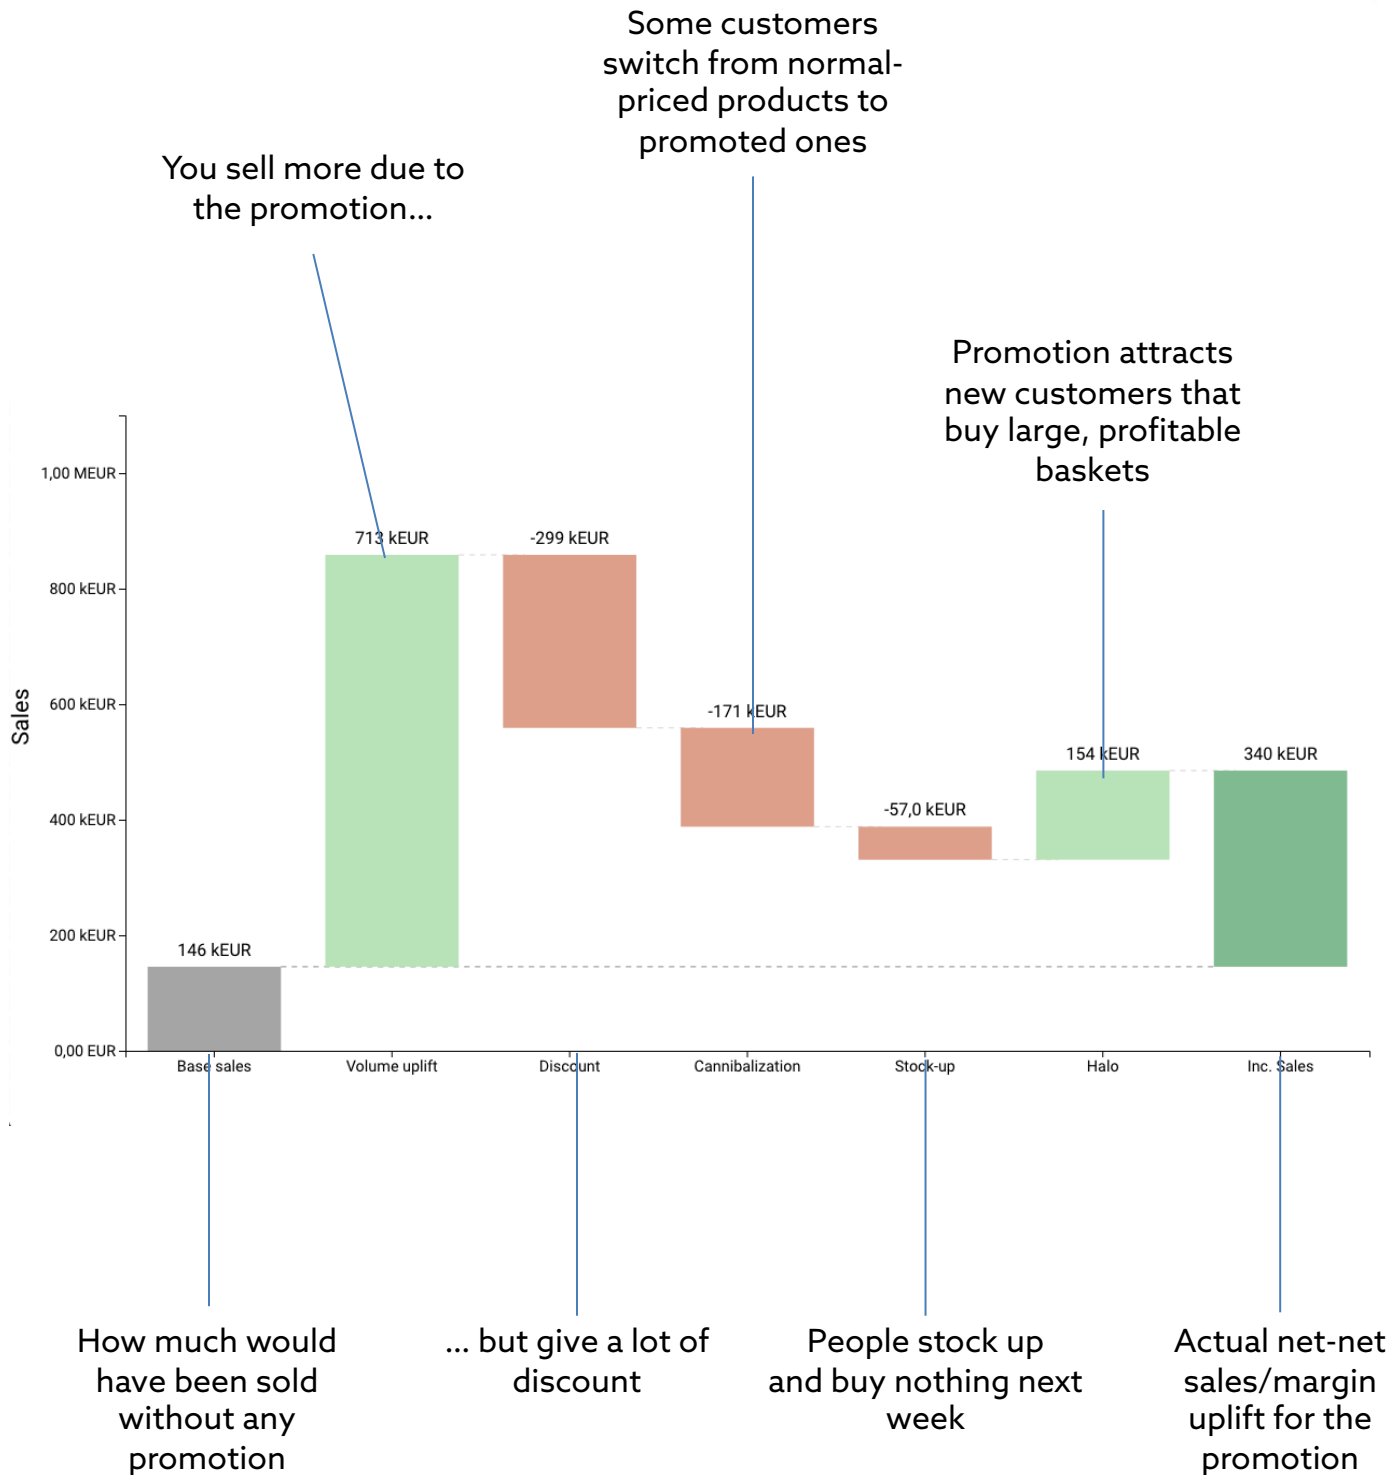 Some customers
switch from normal-
priced products to
promoted ones
You sell more due to
the promotion...
Promotion attracts
new customers that
buy large, profitable
baskets
Sales
1,00 MEUR
800 kEUR
600 kEUR
400 kEUR
200 kEUR
0,00 EUR
146 kEUR
713 kEUR
-299 kEUR
-171 kEUR
-57,0 kEUR
154 kEUR
340 kEUR
Base sales
Volume uplift
Discount
Cannibalization
Stock-up
Halo
Inc. Sales
How much would
have been sold
without any
promotion
... but give a lot of
discount
People stock up
and buy nothing next
week
Actual net-net
sales/margin
uplift for the
promotion